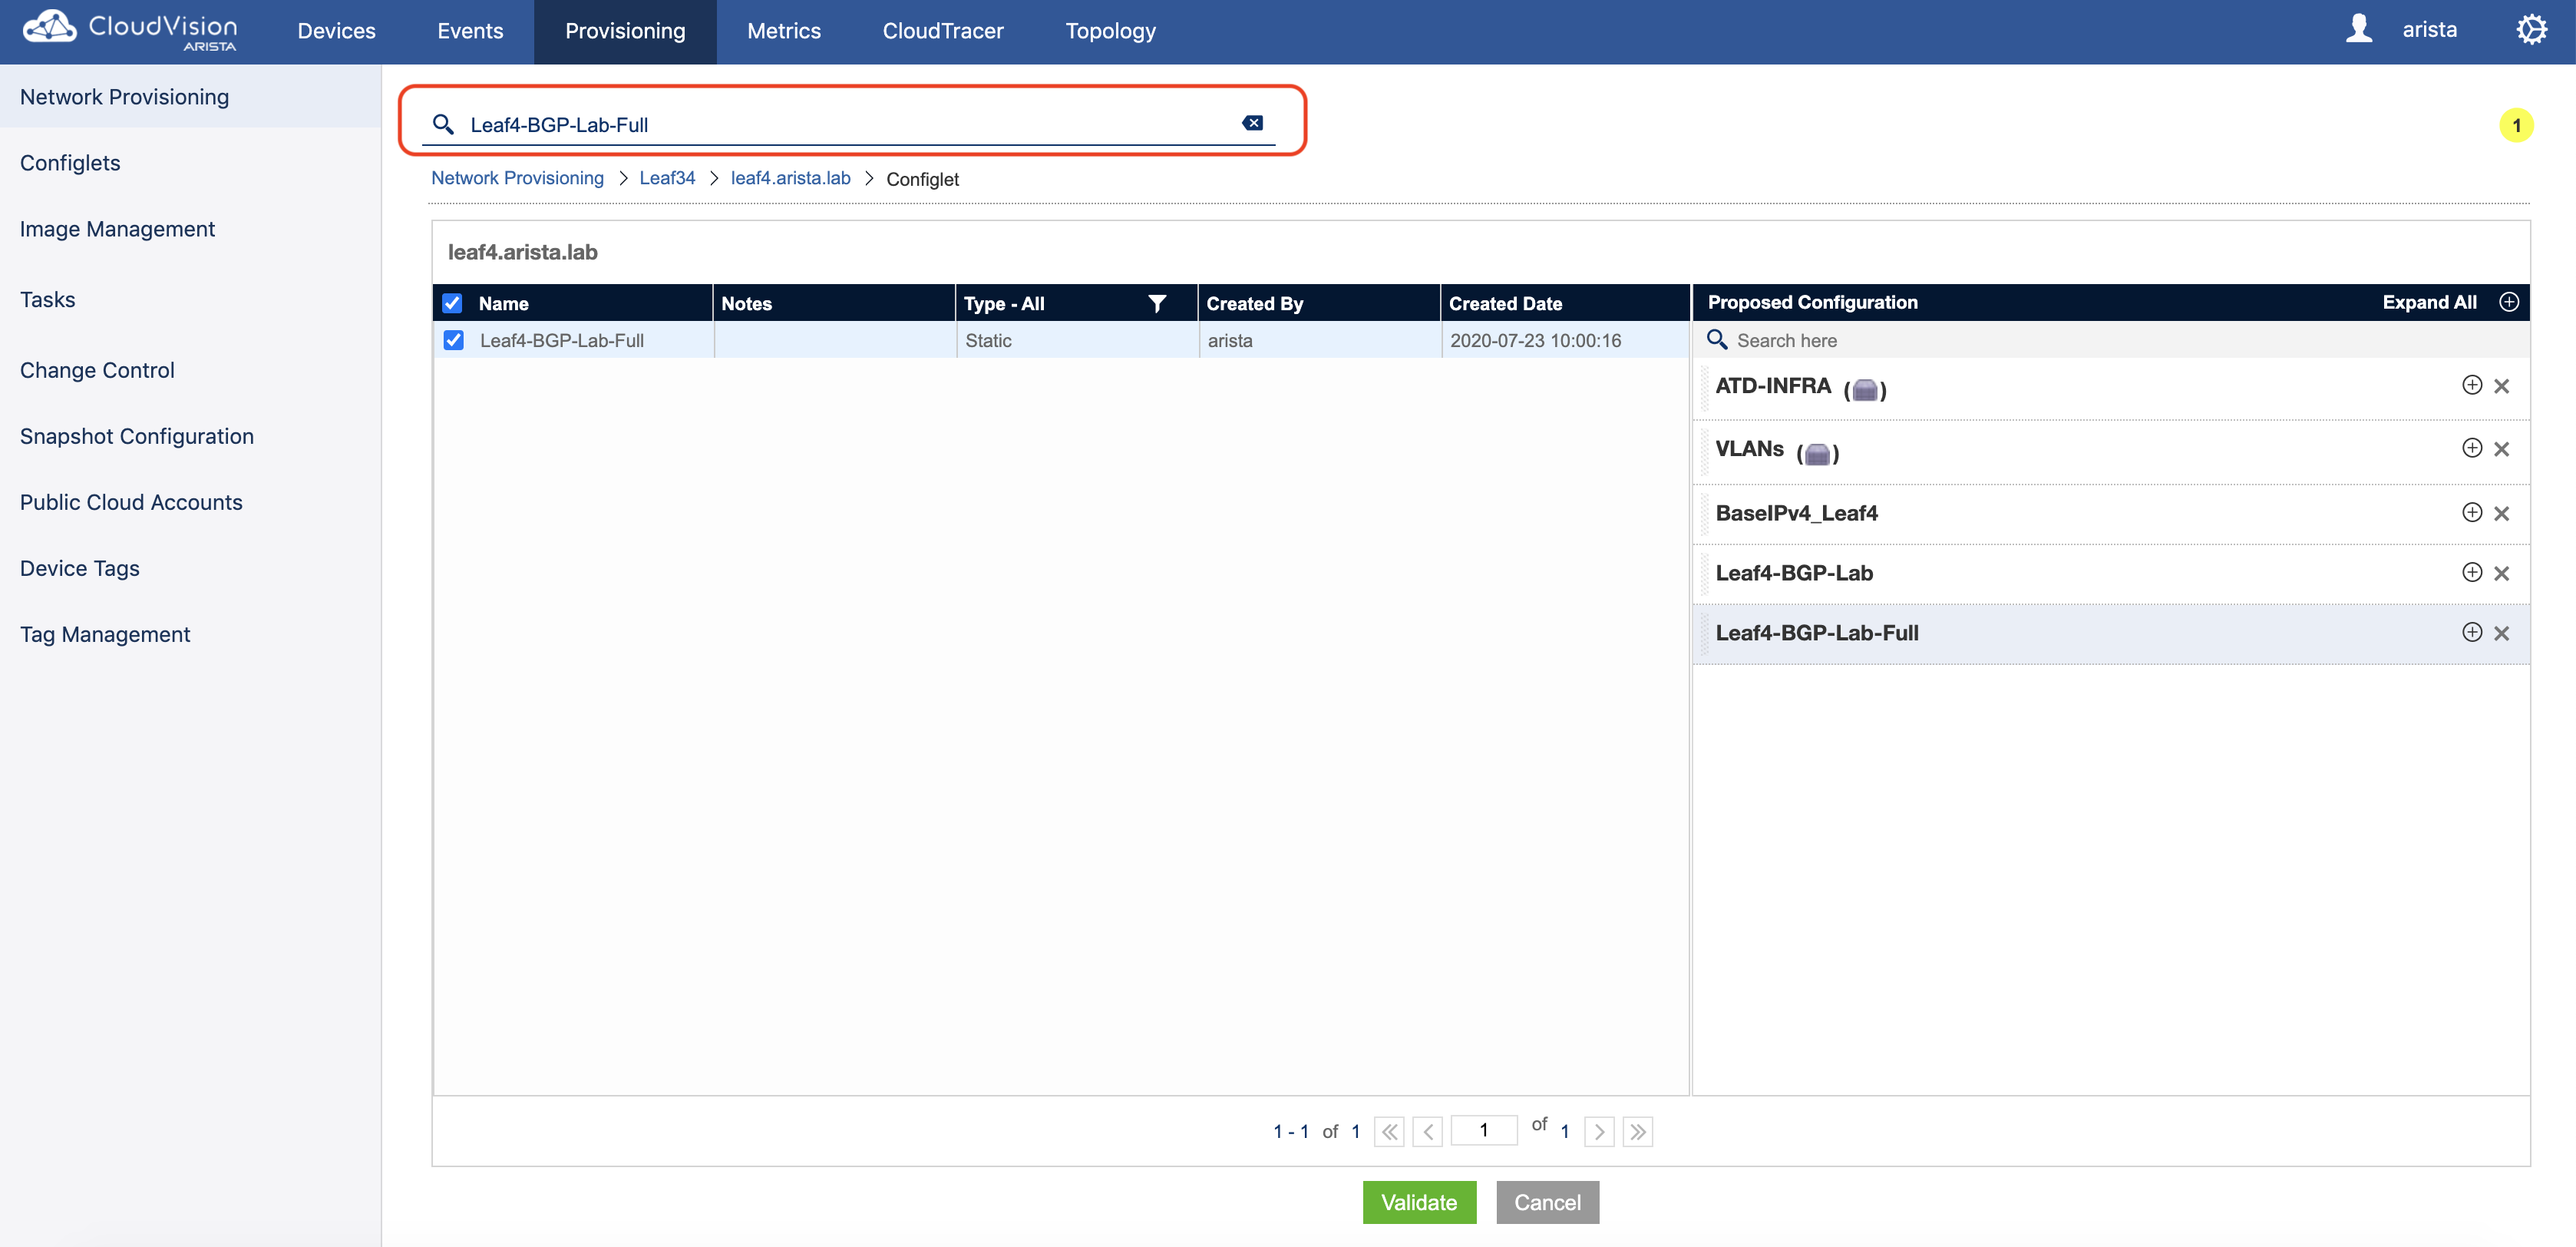 CloudVision
ARISTA
Devices
Events
Provisioning
Metrics
CloudTracer
Topology
arista
Network Provisioning
Configlets
Image Management
Tasks
Change Control
Snapshot Configuration
Public Cloud Accounts
Device Tags
Tag Management
Leaf4-BGP-Lab-Full
1
Network Provisioning > Leaf34 > leaf4.arista.lab > Configlet
leaf4.arista.lab
Name Notes Type - All Created By Created Date
Leaf4-BGP-Lab-Full Static arista 2020-07-23 10:00:16
Proposed Configuration Expand All
Search here
ATD-INFRA ( )
VLANs ( )
BaseIPv4_Leaf4
Leaf4-BGP-Lab
Leaf4-BGP-Lab-Full
1 - 1 of 1 1 of 1
Validate
Cancel